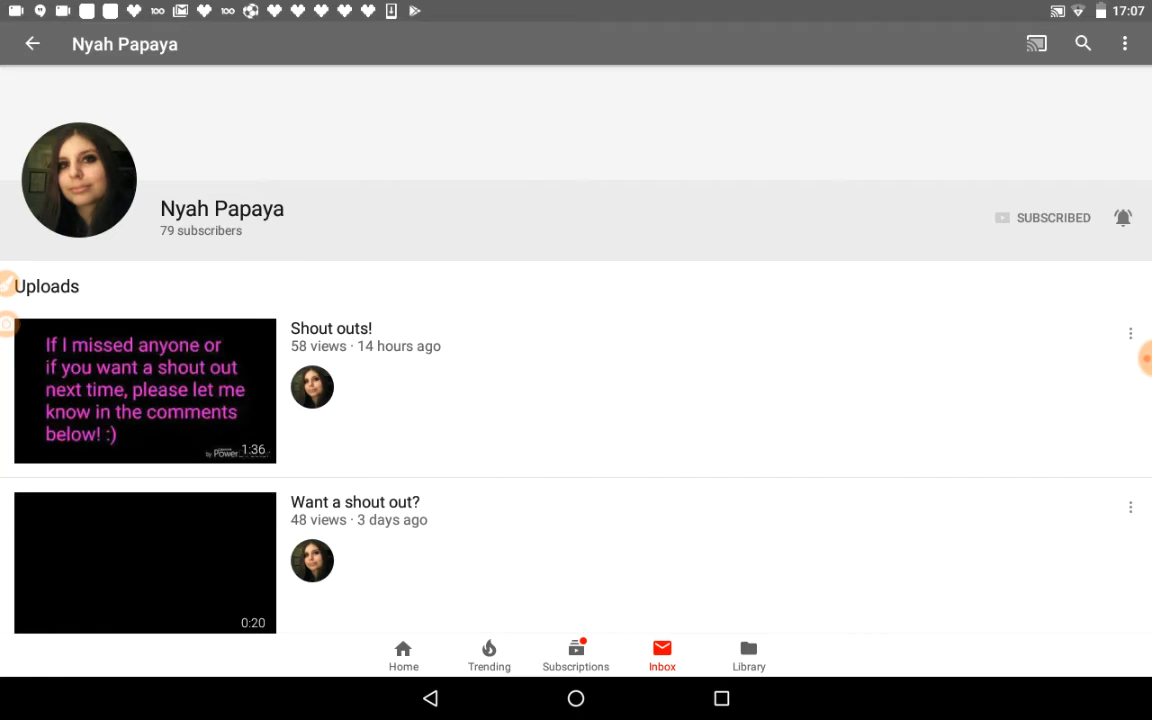 17:07
Nyah Papaya
Nyah Papaya
79 subscribers
SUBSCRIBED
Uploads
If I missed anyone or
if you want a shout out
next time, please let me
know in the comments
below! :)
1:36
Shout outs!
58 views · 14 hours ago
0:20
Want a shout out?
48 views · 3 days ago
Home
Trending
Subscriptions
Inbox
Library